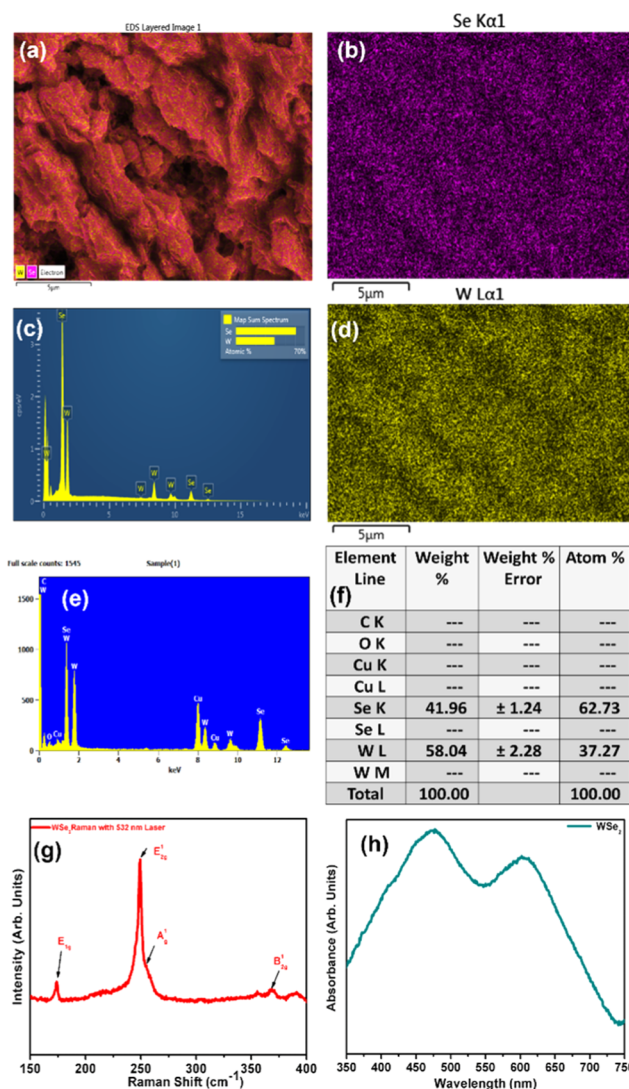 EDS Layered Image 1
(a)
W Se Electron
5µm
Se Kα1
(b)
5µm
(c)
Map Sum Spectrum
Se
W
Atomic % 70%
cps/eV
3
2
1
0
Se
W
W
W
W
W
Se
Se
0 5 10 15 keV
W Lα1
(d)
5µm
Full scale counts: 1545 Sample(1)
(e)
1500
1000
500
0
C
W
Se
W
W
O
Cu
Cu
W
Cu
W
Se
Se
0 2 4 6 8 10 12
keV
(f)
Element Line Weight % Weight % Error Atom %
C K --- --- ---
O K --- --- ---
Cu K --- --- ---
Cu L --- --- ---
Se K 41.96 ± 1.24 62.73
Se L --- --- ---
W L 58.04 ± 2.28 37.27
W M --- --- ---
Total 100.00 100.00
(g)
WSe₂ Raman with 532 nm Laser
E¹2g
A¹g
E1g
B¹2g
Intensity (Arb. Units)
150 200 250 300 350 400
Raman Shift (cm⁻¹)
(h)
WSe₂
Absorbance (Arb. Units)
350 400 450 500 550 600 650 700 750
Wavelength (nm)